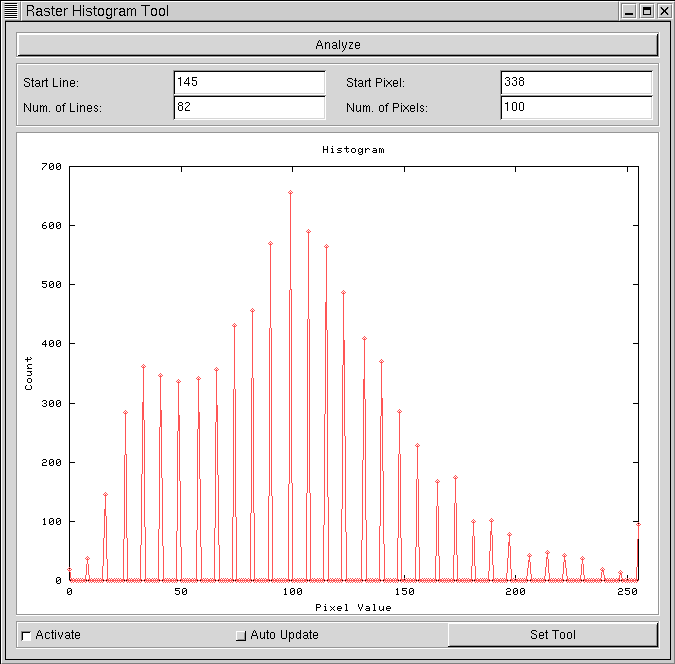 Raster Histogram Tool
Analyze
Start Line: 145 Start Pixel: 338
Num. of Lines: 82 Num. of Pixels: 100
Histogram
700
600
500
400
300
200
100
0
Count
0 50 100 150 200 250
Pixel Value
Activate Auto Update Set Tool